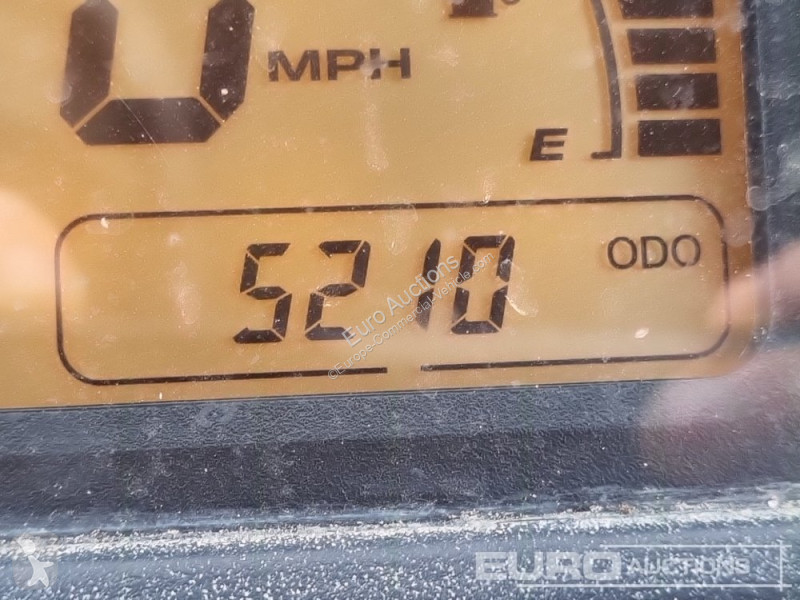 0 MPH
E
5210 ODO
Euro Auctions
©Europe-Commercial-Vehicle.com
EURO AUCTIONS